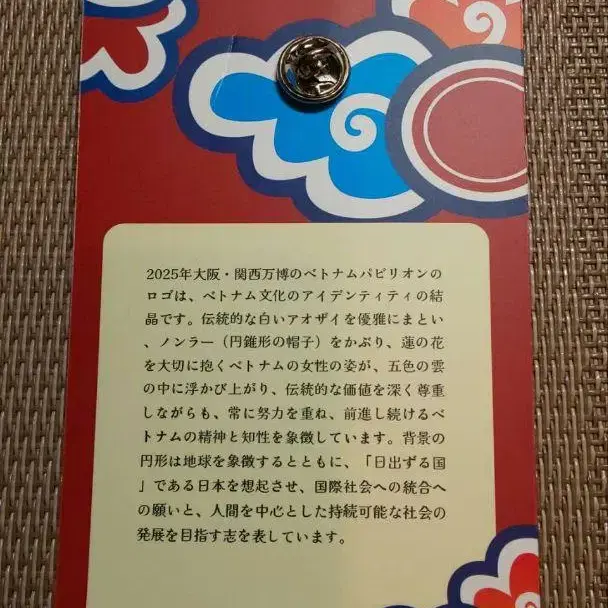 2025年大阪・関西万博のベトナムパビリオンの
ロゴは、ベトナム文化のアイデンティティの結
晶です。伝統的な白いアオザイを優雅にまとい
、ノンラー（円錐形の帽子）をかぶり、蓮の花
を大切に抱くベトナムの女性の姿が、五色の雲
の中に浮かび上がり、伝統的な価値を深く尊重
しながらも、常に努力を重ね、前進し続けるベ
トナムの精神と知性を象徴しています。背景の
円形は地球を象徴するとともに、「日出ずる国
」である日本を想起させ、国際社会への統合へ
の願いと、人間を中心とした持続可能な社会の
発展を目指す志を表しています。